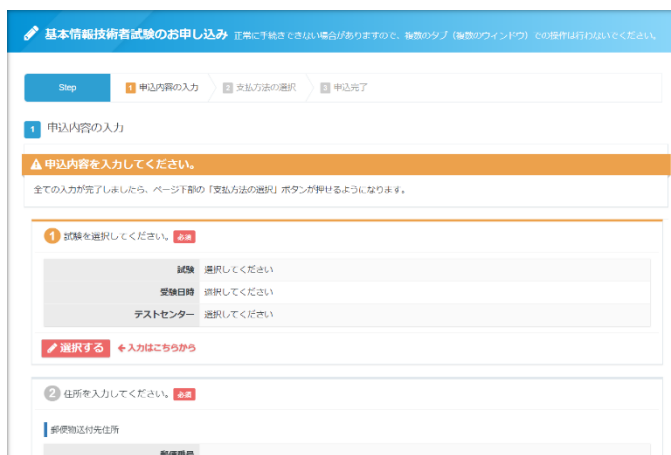 基本情報技術者試験のお申し込み 正常に手続きできない場合がありますので、複数のタブ（複数のウィンドウ）での操作は行わないでください。
Step 1 申込内容の入力 2 支払方法の選択 3 申込完了
1 申込内容の入力
申込内容を入力してください。
全ての入力が完了しましたら、ページ下部の「支払方法の選択」ボタンが押せるようになります。
1 試験を選択してください。 必須
試験 選択してください
受験日時 選択してください
テストセンター 選択してください
選択する ←入力はこちらから
2 住所を入力してください。 必須
郵便物送付先住所
郵便番号